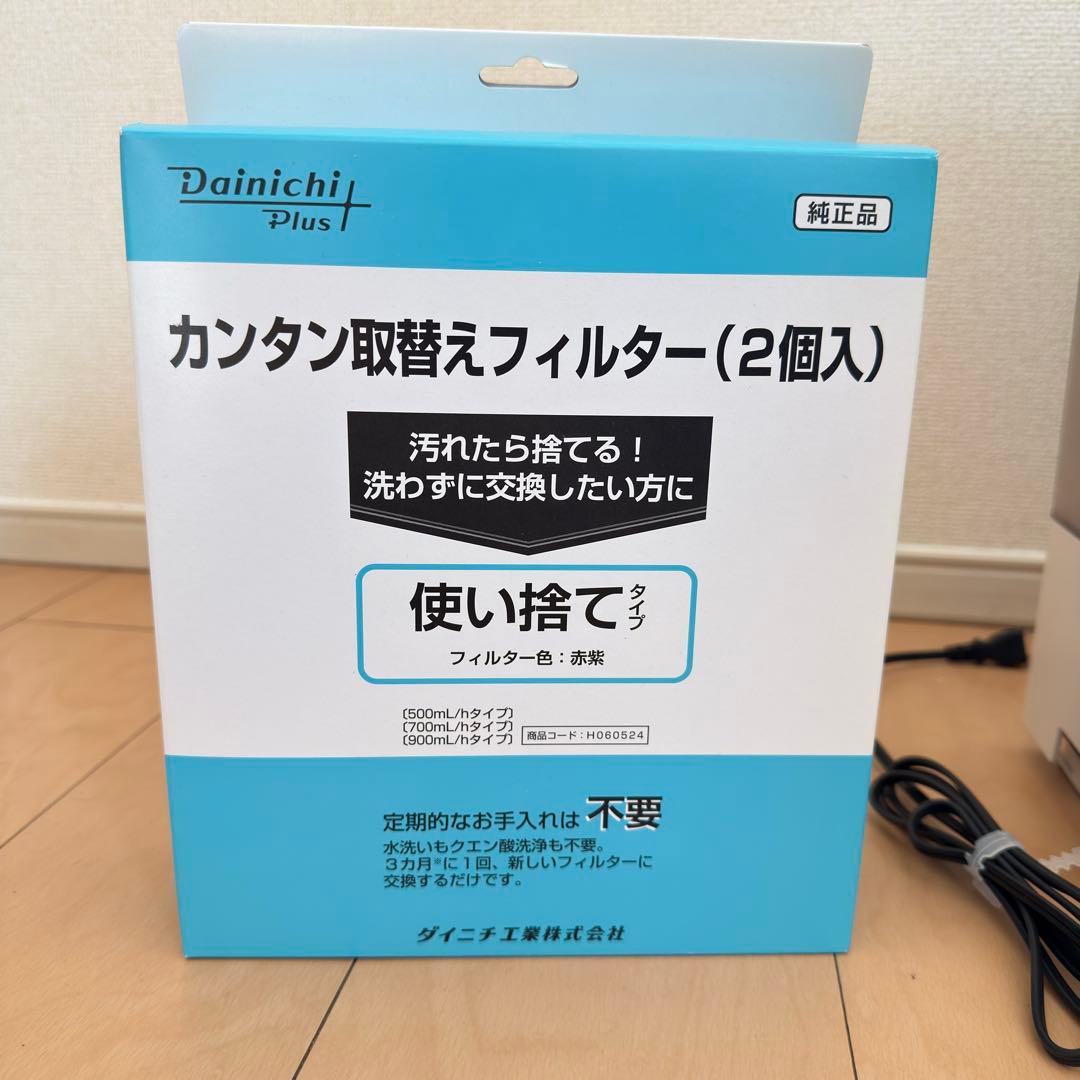 Dainichi
Plus
純正品
カンタン取替えフィルター(2個入)
汚れたら捨てる!
洗わずに交換したい方に
使い捨てタイプ
フィルター色:赤紫
〔500mL/hタイプ〕
〔700mL/hタイプ〕
〔900mL/hタイプ〕 商品コード:H060524
定期的なお手入れは 不要
水洗いもクエン酸洗浄も不要。
3カ月※に1回、新しいフィルターに
交換するだけです。
ダイニチ工業株式会社